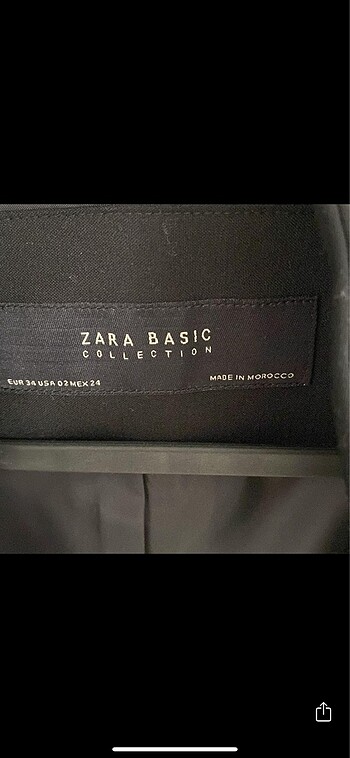 ZARA BASIC
COLLECTION
EUR 34 USA 02 MEX 24
MADE IN MOROCCO